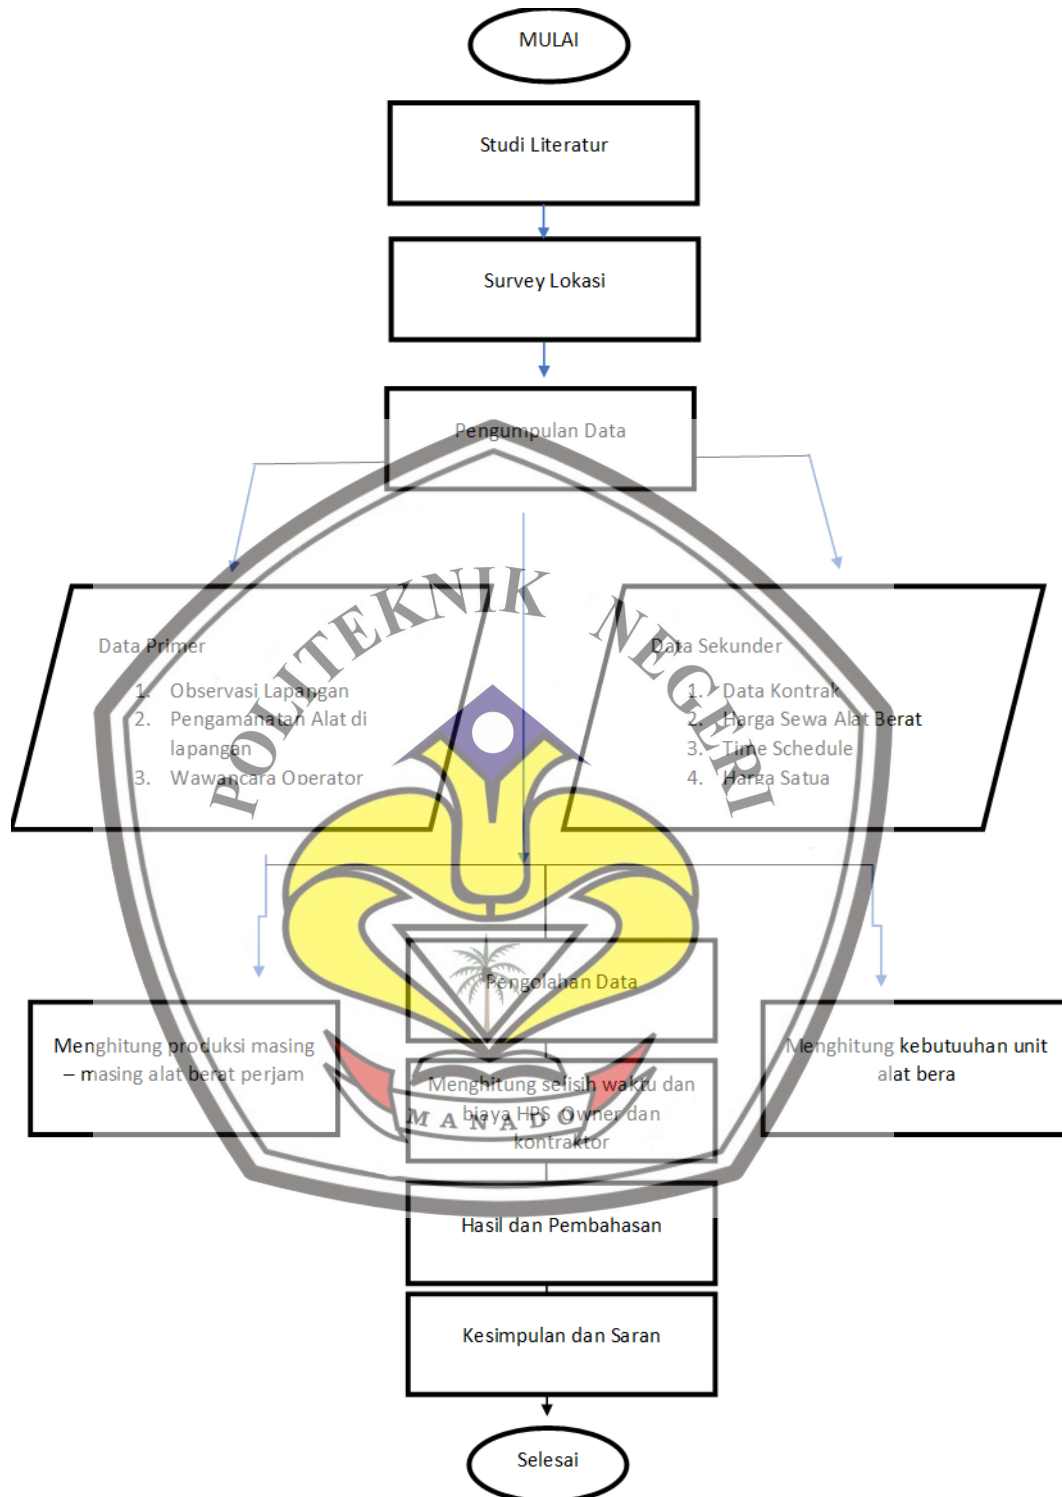 MULAI
Studi Literatur
Survey Lokasi
Pengumpulan Data
POLITEKNIK NEGERI
Data Primer
1. Observasi Lapangan
2. Pengamanatan Alat di
lapangan
3. Wawancara Operator
Data Sekunder
1. Data Kontrak
2. Harga Sewa Alat Berat
3. Time Schedule
4. Harga Satua
Pengolahan Data
Menghitung produksi masing
– masing alat berat perjam
Menghitung selisih waktu dan
biaya HPS Owner dan
kontraktor
Menghitung kebutuuhan unit
alat bera
MANADO
Hasil dan Pembahasan
Kesimpulan dan Saran
Selesai